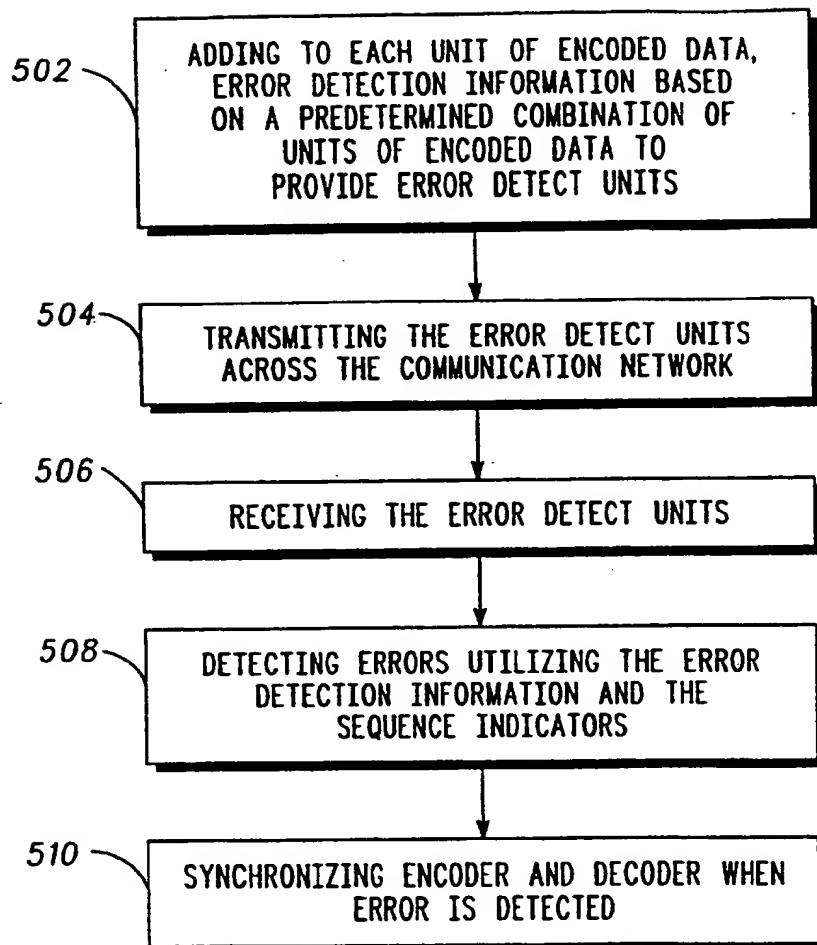 502
ADDING TO EACH UNIT OF ENCODED DATA,
ERROR DETECTION INFORMATION BASED
ON A PREDETERMINED COMBINATION OF
UNITS OF ENCODED DATA TO
PROVIDE ERROR DETECT UNITS
504
TRANSMITTING THE ERROR DETECT UNITS
ACROSS THE COMMUNICATION NETWORK
506
RECEIVING THE ERROR DETECT UNITS
508
DETECTING ERRORS UTILIZING THE ERROR
DETECTION INFORMATION AND THE
SEQUENCE INDICATORS
510
SYNCHRONIZING ENCODER AND DECODER WHEN
ERROR IS DETECTED